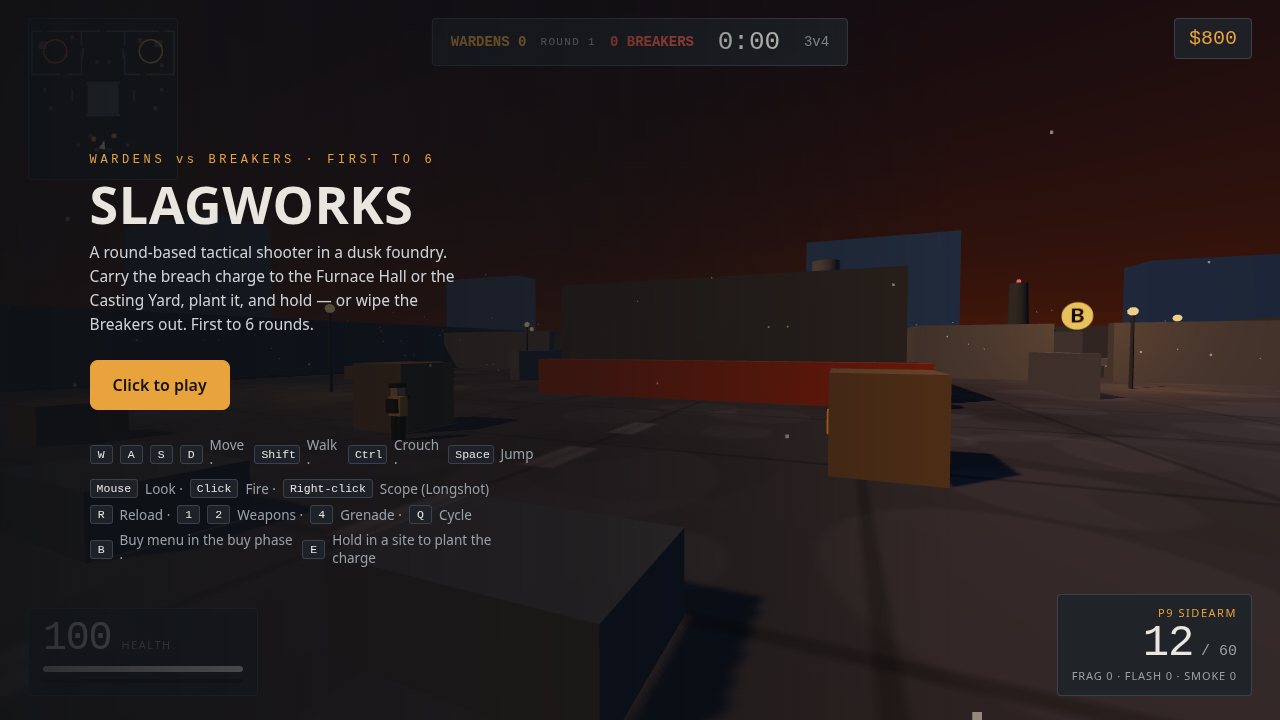 WARDENS 0 ROUND 1 0 BREAKERS 0:00 3v4
$800
WARDENS vs BREAKERS · FIRST TO 6
SLAGWORKS
A round-based tactical shooter in a dusk foundry.
Carry the breach charge to the Furnace Hall or the
Casting Yard, plant it, and hold — or wipe the
Breakers out. First to 6 rounds.
B
Click to play
W A S D Move · Shift Walk · Ctrl Crouch · Space Jump
Mouse Look · Click Fire · Right-click Scope (Longshot)
R Reload · 1 2 Weapons · 4 Grenade · Q Cycle
B Buy menu in the buy phase · E Hold in a site to plant the
charge
100 HEALTH
P9 SIDEARM
12 / 60
FRAG 0 · FLASH 0 · SMOKE 0